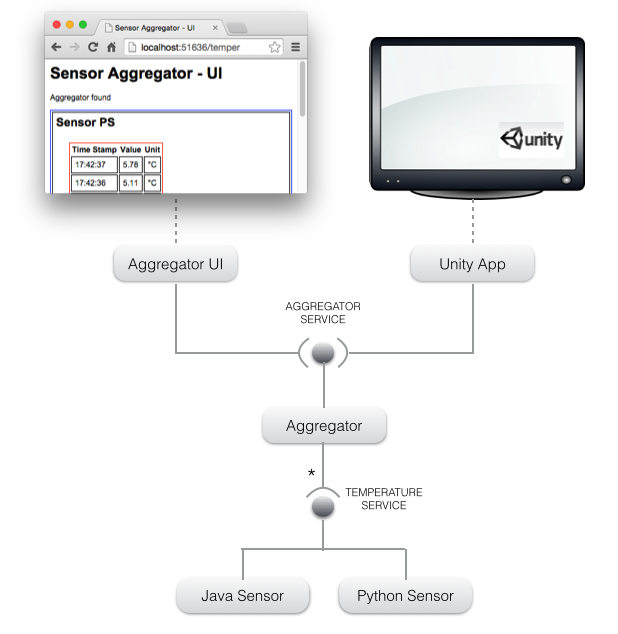 Sensor Aggregator - UI
localhost:51636/temper
Sensor Aggregator - UI
Aggregator found
Sensor PS
Time Stamp Value Unit
17:42:37 5.78 °C
17:42:36 5.11 °C
unity
Aggregator UI
Unity App
AGGREGATOR
SERVICE
Aggregator
*
TEMPERATURE
SERVICE
Java Sensor
Python Sensor